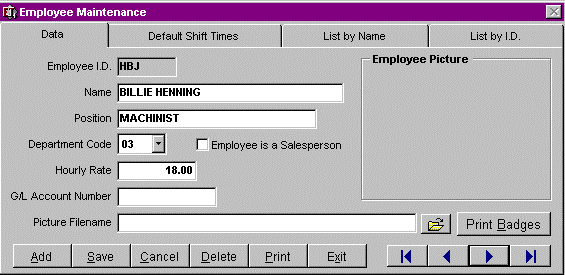 Employee Maintenance
Data Default Shift Times List by Name List by I.D.
Employee I.D. HBJ Employee Picture
Name BILLIE HENNING
Position MACHINIST
Department Code 03 Employee is a Salesperson
Hourly Rate 18.00
G/L Account Number
Picture Filename Print Badges
Add Save Cancel Delete Print Exit